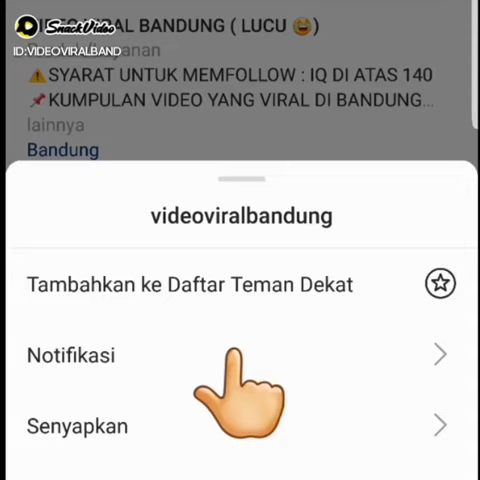 SnackVideo
AL BANDUNG ( LUCU 😂)
ID:VIDEOVIRALBAND
⚠️SYARAT UNTUK MEMFOLLOW : IQ DI ATAS 140
📌KUMPULAN VIDEO YANG VIRAL DI BANDUNG...
lainnya
Bandung
videoviralbandung
Tambahkan ke Daftar Teman Dekat
Notifikasi
Senyapkan